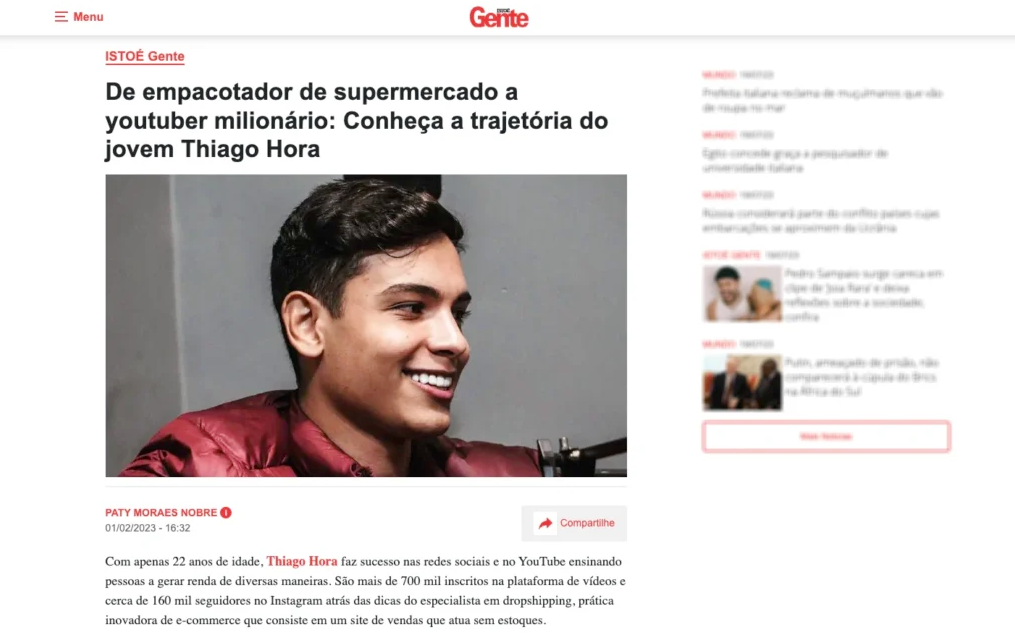 Menu
Gente
ISTOÉ Gente
De empacotador de supermercado a
youtuber milionário: Conheça a trajetória do
jovem Thiago Hora
PATY MORAES NOBRE i
01/02/2023 - 16:32
Compartilhe
Com apenas 22 anos de idade, Thiago Hora faz sucesso nas redes sociais e no YouTube ensinando
pessoas a gerar renda de diversas maneiras. São mais de 700 mil inscritos na plataforma de vídeos e
cerca de 160 mil seguidores no Instagram atrás das dicas do especialista em dropshipping, prática
inovadora de e-commerce que consiste em um site de vendas que atua sem estoques.
MUNDO
Prefeita italiana reclama de muçulmanos que vão
de roupa no mar
MUNDO
Egito concede graça a pesquisador de
universidade italiana
MUNDO
Rússia considerará parte do conflito países cujas
embarcações se aproximem da Ucrânia
ISTOÉ GENTE
Pedro Sampaio surge careca em
clipe de 'Joia Rara' e deixa
reflexões sobre a sociedade;
confira
MUNDO
Putin, ameaçado de prisão, não
comparecerá à cúpula do Brics
na África do Sul
Mais Notícias